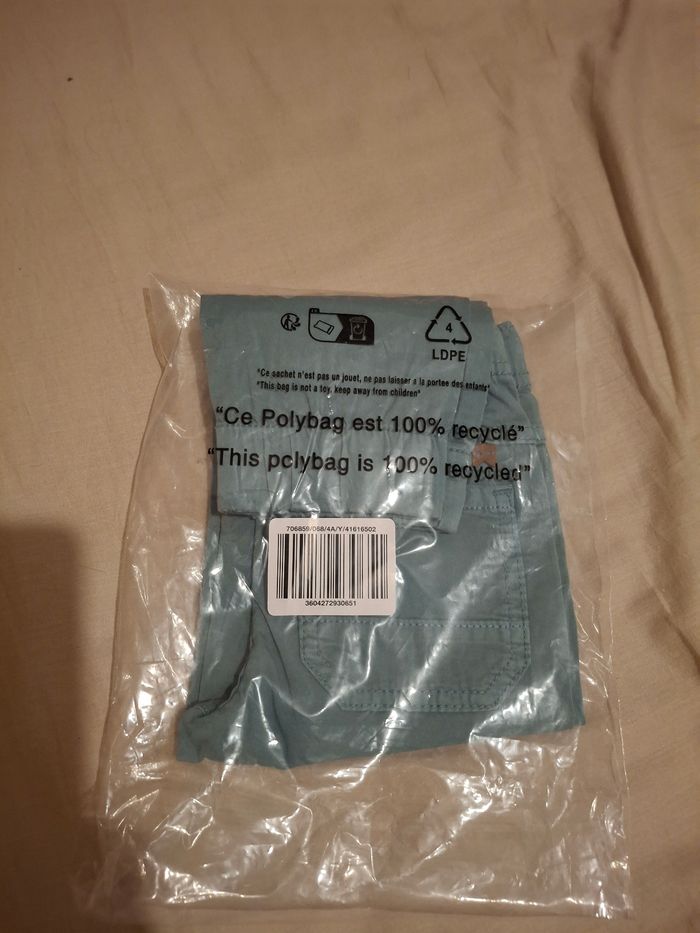 4
LDPE
"Ce sachet n'est pas un jouet, ne pas laisser a la portee des enfants"
"This bag is not a toy, keep away from children"
"Ce Polybag est 100% recyclé"
"This polybag is 100% recycled"
706859/068/4A/Y/41616502
3604272930651